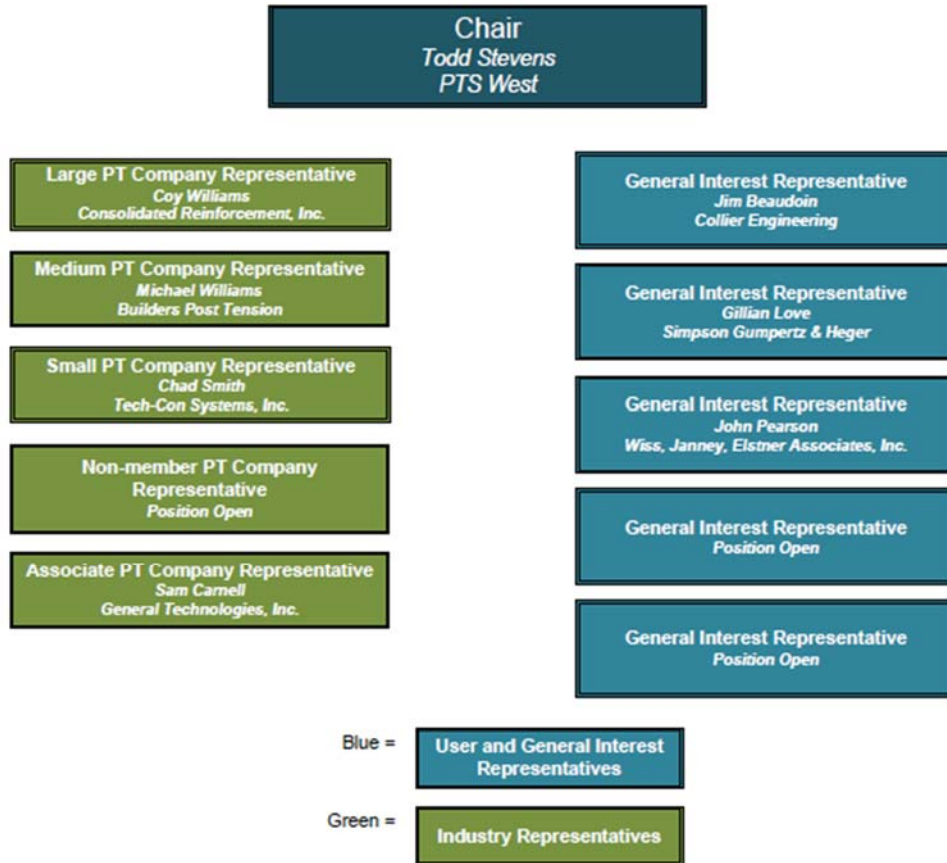 Chair
Todd Stevens
PTS West
Large PT Company Representative
Coy Williams
Consolidated Reinforcement, Inc.
Medium PT Company Representative
Michael Williams
Builders Post Tension
Small PT Company Representative
Chad Smith
Tech-Con Systems, Inc.
Non-member PT Company
Representative
Position Open
Associate PT Company Representative
Sam Carnell
General Technologies, Inc.
General Interest Representative
Jim Beaudoin
Collier Engineering
General Interest Representative
Gillian Love
Simpson Gumpertz & Heger
General Interest Representative
John Pearson
Wiss, Janney, Elstner Associates, Inc.
General Interest Representative
Position Open
General Interest Representative
Position Open
Blue =
User and General Interest
Representatives
Green =
Industry Representatives